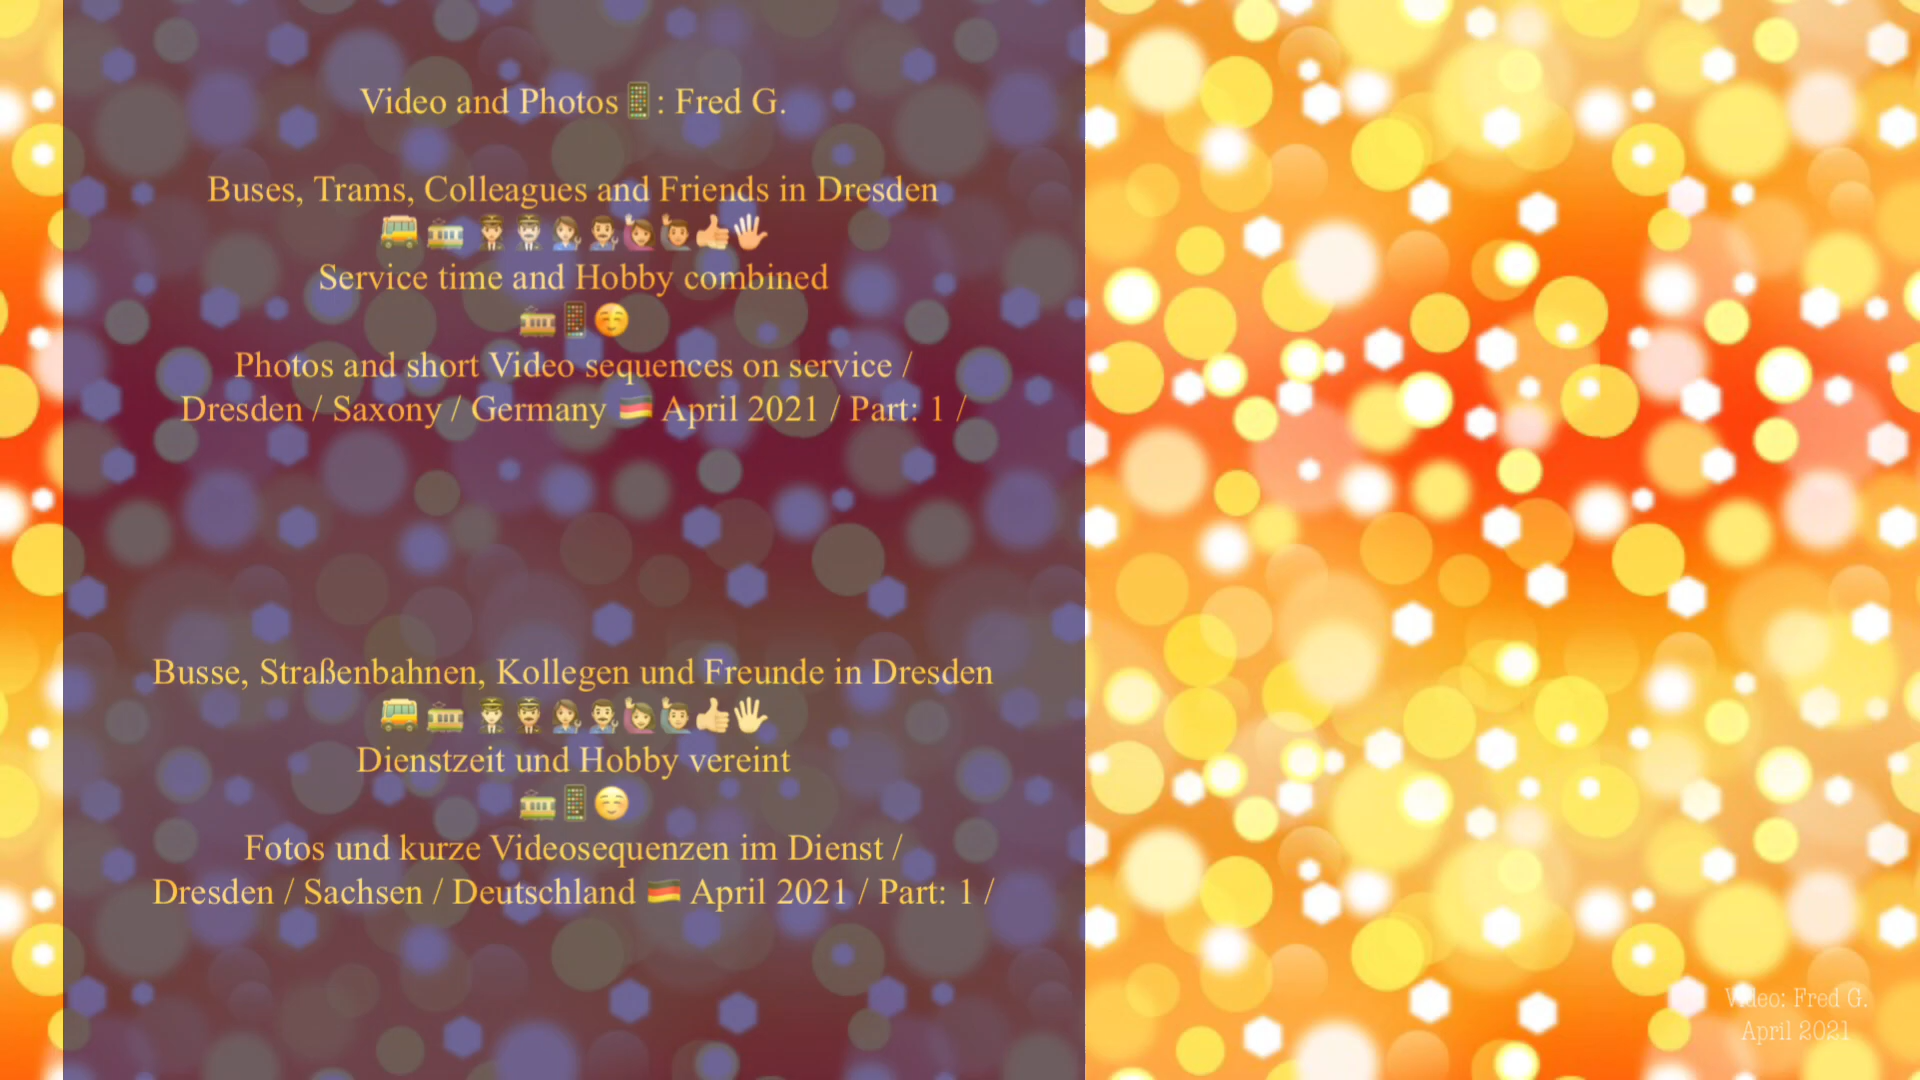 Video and Photos📱: Fred G.
Buses, Trams, Colleagues and Friends in Dresden
🚌🚋👨🏻‍✈️👨🏻‍✈️👩🏻‍🔧👨🏻‍🔧🙋🏻‍♀️🙋🏻‍♂️👍🏻👋🏻
Service time and Hobby combined
🚋📱☺️
Photos and short Video sequences on service /
Dresden / Saxony / Germany 🇩🇪 April 2021 / Part: 1 /
Busse, Straßenbahnen, Kollegen und Freunde in Dresden
🚌🚋👨🏻‍✈️👨🏻‍✈️👩🏻‍🔧👨🏻‍🔧🙋🏻‍♀️🙋🏻‍♂️👍🏻👋🏻
Dienstzeit und Hobby vereint
🚋📱☺️
Fotos und kurze Videosequenzen im Dienst /
Dresden / Sachsen / Deutschland 🇩🇪 April 2021 / Part: 1 /
Video: Fred G.
April 2021